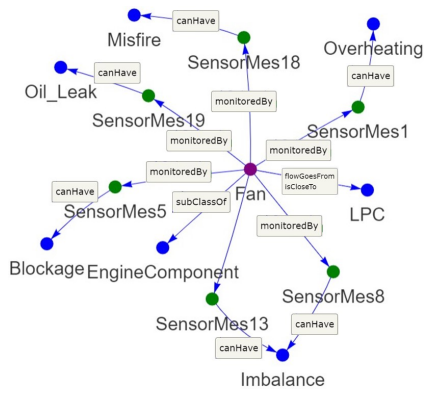 canHave
Misfire
Overheating
SensorMes18
canHave
canHave
Oil_Leak
monitoredBy
SensorMes19
SensorMes1
monitoredBy
monitoredBy
canHave
monitoredBy
flowGoesFrom
isCloseTo
Fan
SensorMes5
subClassOf
LPC
monitoredBy
Blockage
EngineComponent
SensorMes8
SensorMes13
canHave
canHave
Imbalance